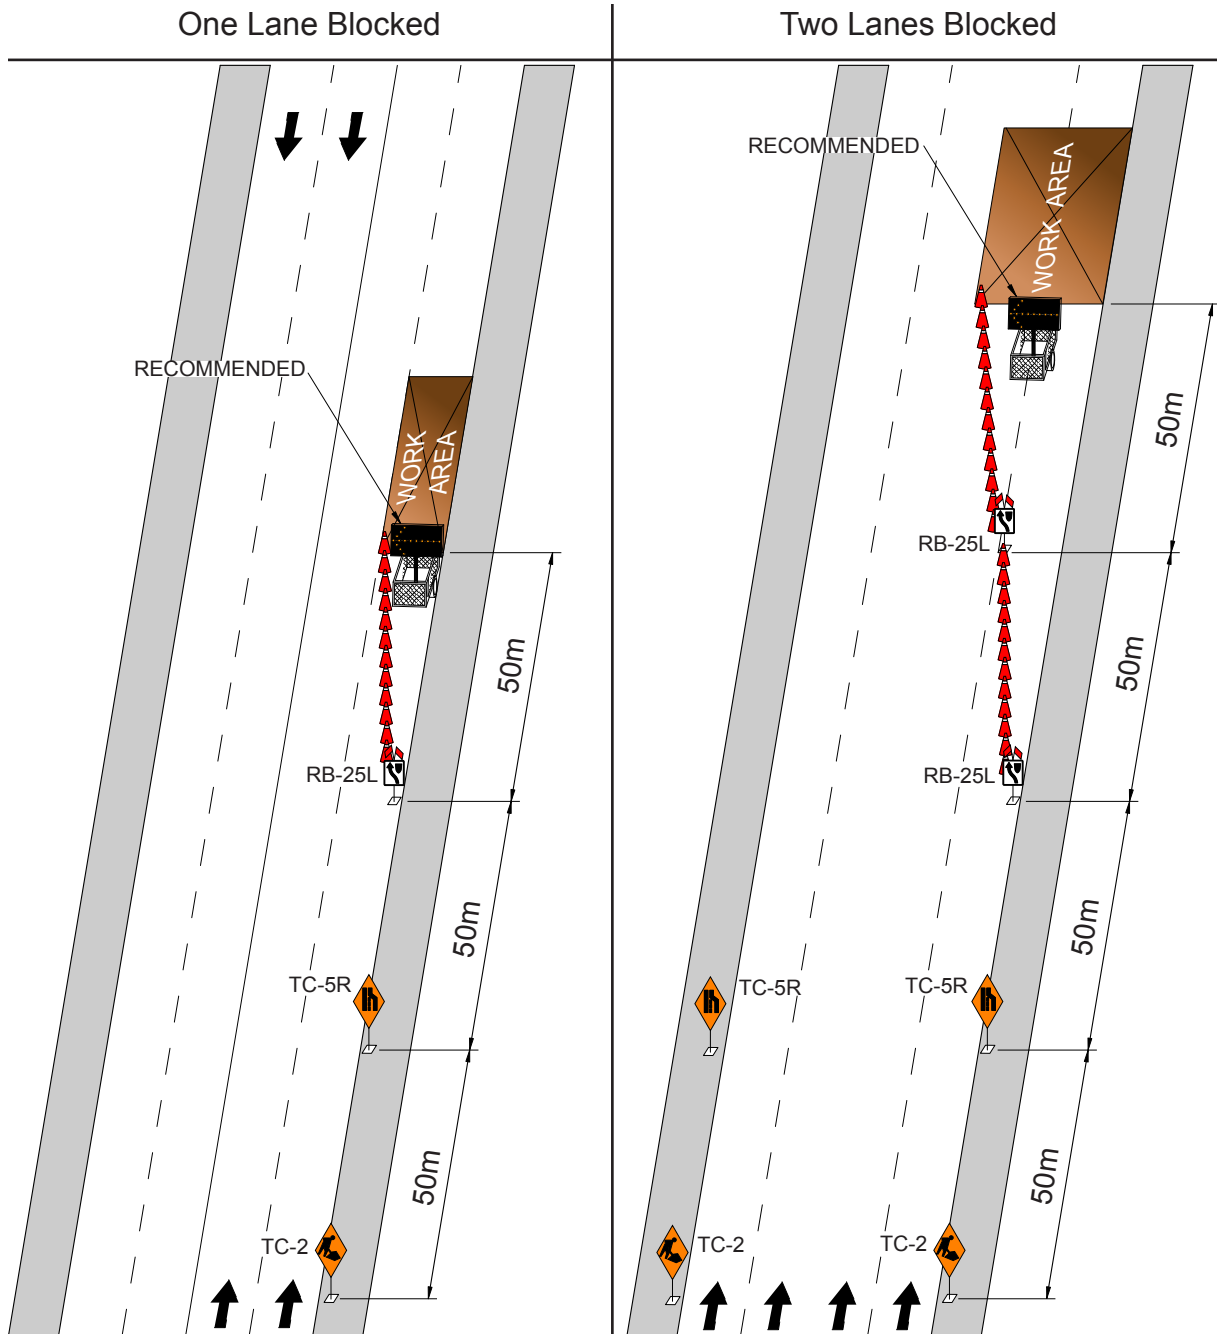 One Lane Blocked
RECOMMENDED
WORK
AREA
50m
RB-25L
50m
TC-5R
50m
TC-2
Two Lanes Blocked
RECOMMENDED
WORK AREA
50m
RB-25L
50m
RB-25L
50m
TC-5R
TC-5R
50m
TC-2
TC-2